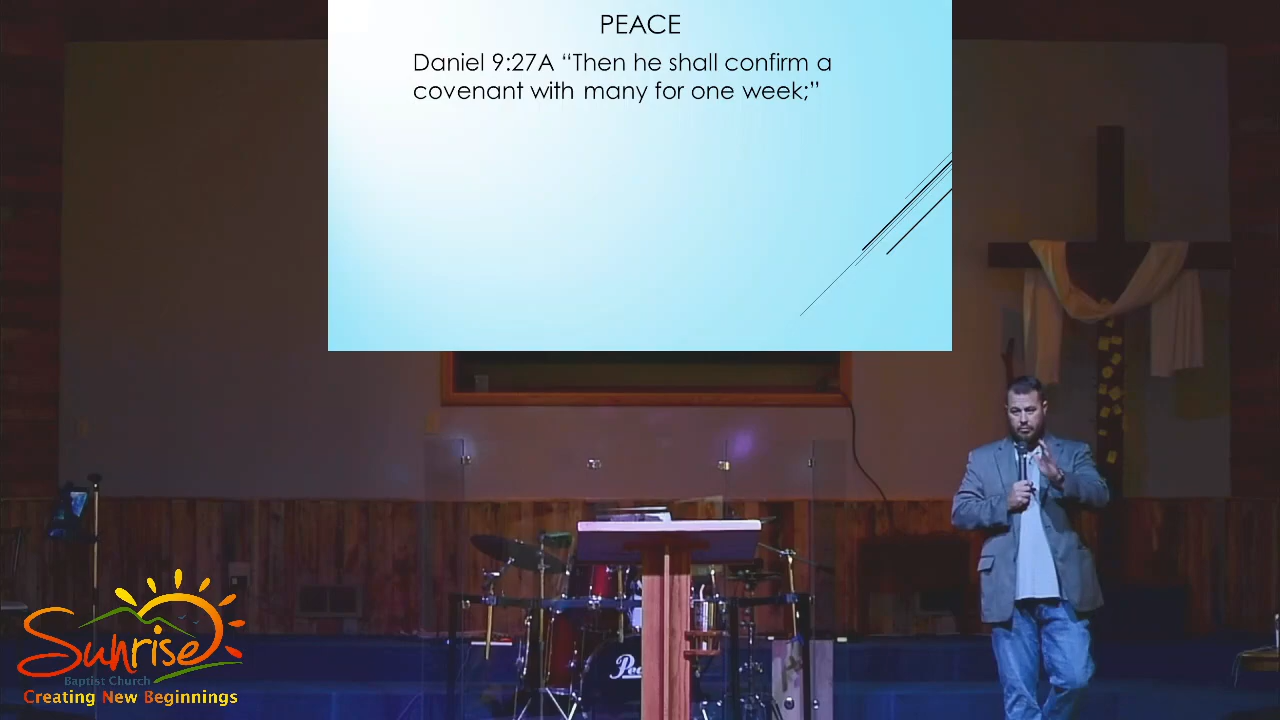 PEACE
Daniel 9:27A “Then he shall confirm a
covenant with many for one week;”
Sunrise
Baptist Church
Creating New Beginnings